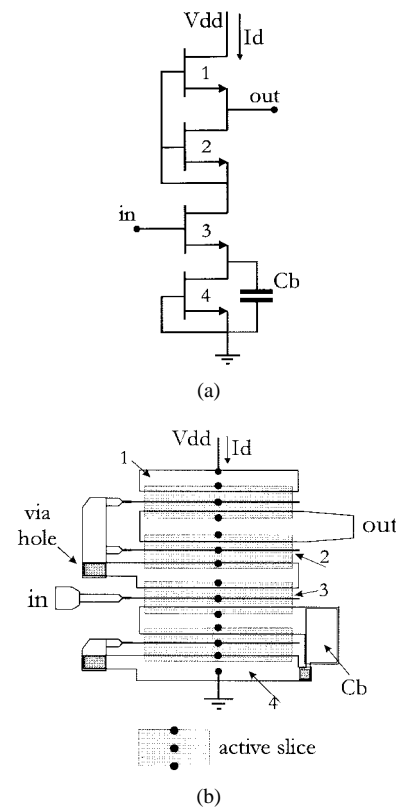 Vdd
Id
1
out
2
in
3
Cb
4
(a)
Vdd
Id
1
via
hole
out
2
3
in
Cb
4
active slice
(b)